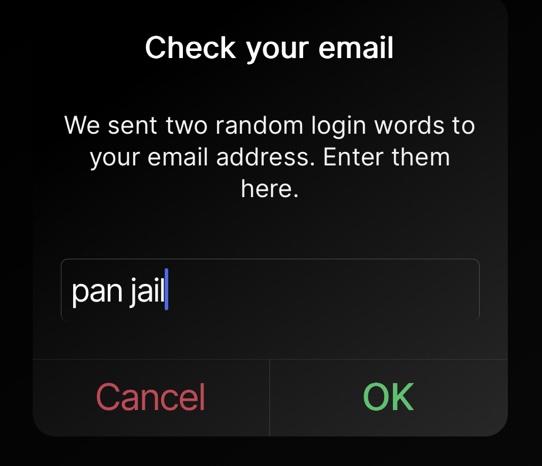 Check your email
We sent two random login words to
your email address. Enter them
here.
pan jail
Cancel
OK